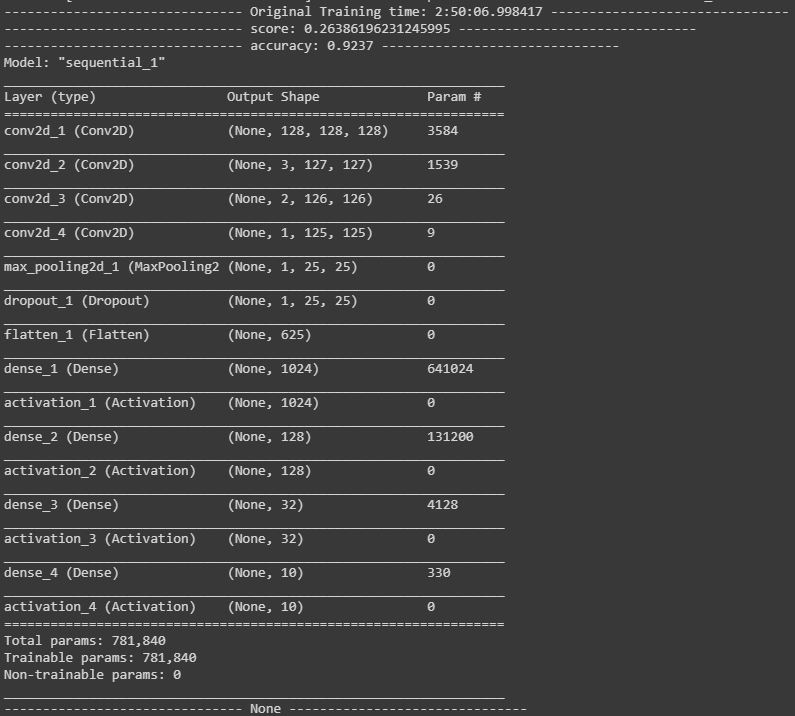 ------------------------------- Original Training time: 2:50:06.998417 -------------------------------
------------------------------- score: 0.26386196231245995 -------------------------------
------------------------------- accuracy: 0.9237 -------------------------------
Model: "sequential_1"
_________________________________________________________________
Layer (type)                 Output Shape              Param #
=================================================================
conv2d_1 (Conv2D)            (None, 128, 128, 128)     3584
_________________________________________________________________
conv2d_2 (Conv2D)            (None, 3, 127, 127)       1539
_________________________________________________________________
conv2d_3 (Conv2D)            (None, 2, 126, 126)       26
_________________________________________________________________
conv2d_4 (Conv2D)            (None, 1, 125, 125)       9
_________________________________________________________________
max_pooling2d_1 (MaxPooling2 (None, 1, 25, 25)         0
_________________________________________________________________
dropout_1 (Dropout)          (None, 1, 25, 25)         0
_________________________________________________________________
flatten_1 (Flatten)          (None, 625)               0
_________________________________________________________________
dense_1 (Dense)              (None, 1024)              641024
_________________________________________________________________
activation_1 (Activation)    (None, 1024)              0
_________________________________________________________________
dense_2 (Dense)              (None, 128)               131200
_________________________________________________________________
activation_2 (Activation)    (None, 128)               0
_________________________________________________________________
dense_3 (Dense)              (None, 32)                4128
_________________________________________________________________
activation_3 (Activation)    (None, 32)                0
_________________________________________________________________
dense_4 (Dense)              (None, 10)                330
_________________________________________________________________
activation_4 (Activation)    (None, 10)                0
=================================================================
Total params: 781,840
Trainable params: 781,840
Non-trainable params: 0
_________________________________________________________________
------------------------------- None -------------------------------